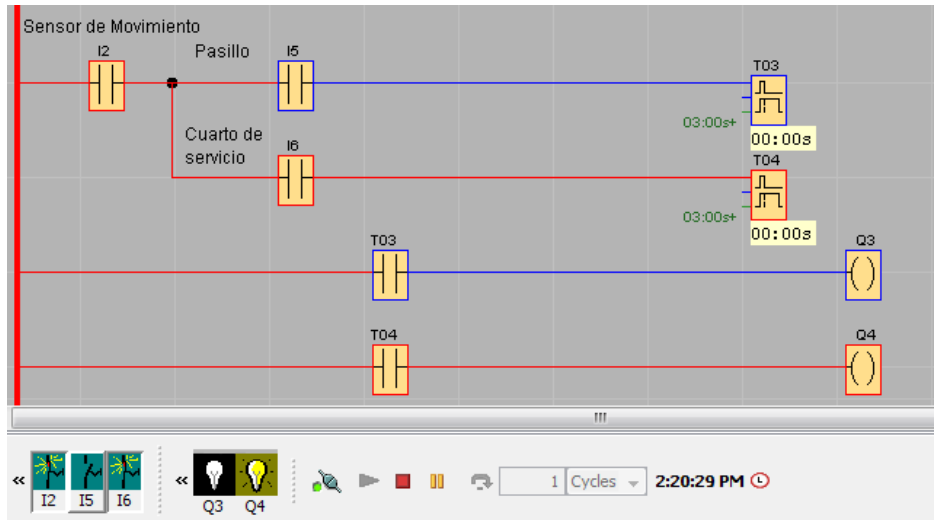 Sensor de Movimiento
I2
Pasillo
I5
T03
03:00s+
00:00s
Cuarto de
servicio
I6
T04
03:00s+
00:00s
T03
Q3
T04
Q4
« I2 I5 I6 « Q3 Q4 1 Cycles 2:20:29 PM